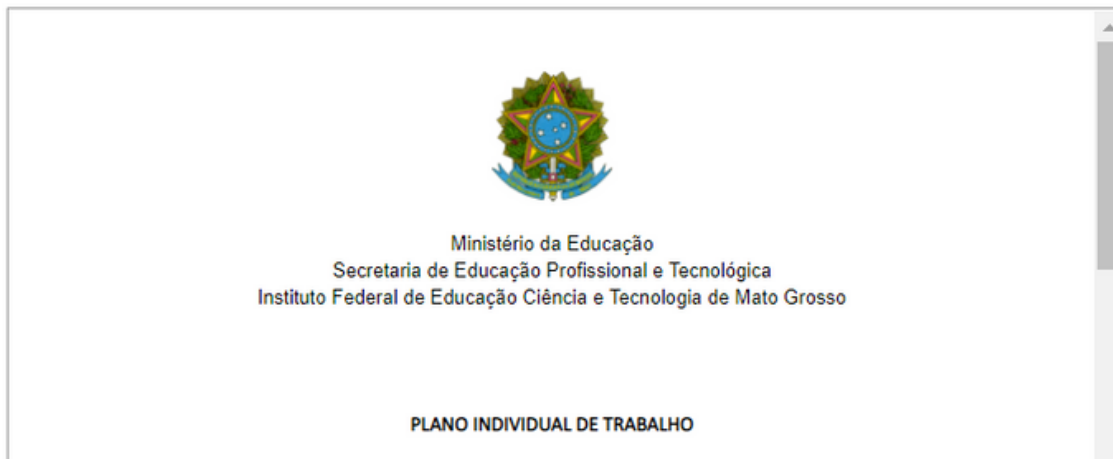 Ministério da Educação
Secretaria de Educação Profissional e Tecnológica
Instituto Federal de Educação Ciência e Tecnologia de Mato Grosso
PLANO INDIVIDUAL DE TRABALHO